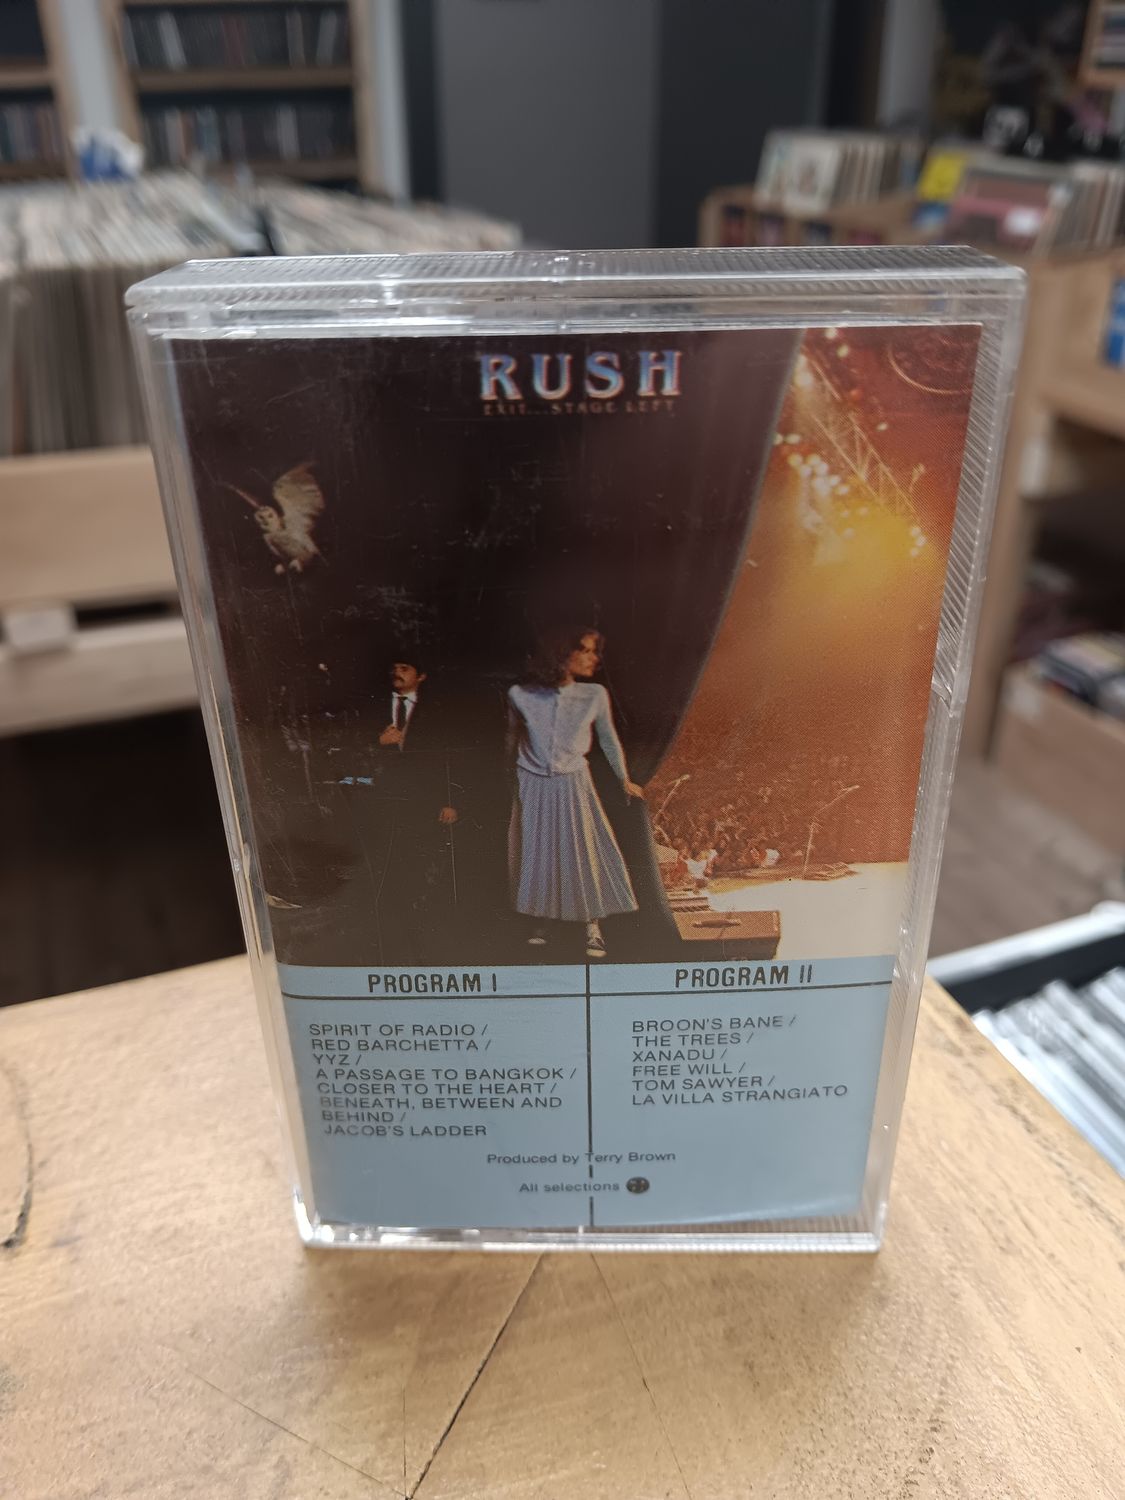 RUSH
EXIT...STAGE LEFT
PROGRAM I
SPIRIT OF RADIO /
RED BARCHETTA /
YYZ /
A PASSAGE TO BANGKOK /
CLOSER TO THE HEART /
BENEATH, BETWEEN AND
BEHIND /
JACOB'S LADDER
PROGRAM II
BROON'S BANE /
THE TREES /
XANADU /
FREE WILL /
TOM SAWYER /
LA VILLA STRANGIATO
Produced by Terry Brown
All selections